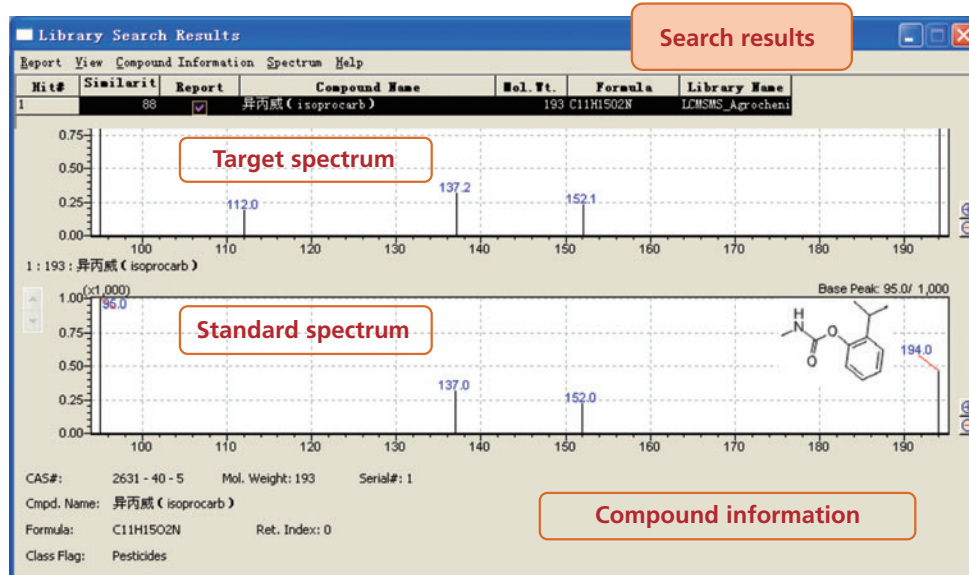 Library Search Results
Search results
Report View Compound Information Spectrum Help
Hit# Similarit Report Compound Name Mol.Wt. Formula Library Name
1 88 异丙威(isoprocarb) 193 C11H15O2N LCMSMS_Agrocheni
Target spectrum
0.75
0.50
0.25
0.00
112.0 137.2 152.1
100 110 120 130 140 150 160 170 180 190
1 : 193 : 异丙威(isoprocarb)
(x1,000) Base Peak: 95.0/ 1,000
1.00 95.0
Standard spectrum
0.75
0.50
0.25
0.00
H
N
O
O
194.0
137.0 152.0
100 110 120 130 140 150 160 170 180 190
CAS#: 2631 - 40 - 5 Mol. Weight: 193 Serial#: 1
Cmpd. Name: 异丙威(isoprocarb)
Formula: C11H15O2N Ret. Index: 0
Compound information
Class Flag: Pesticides